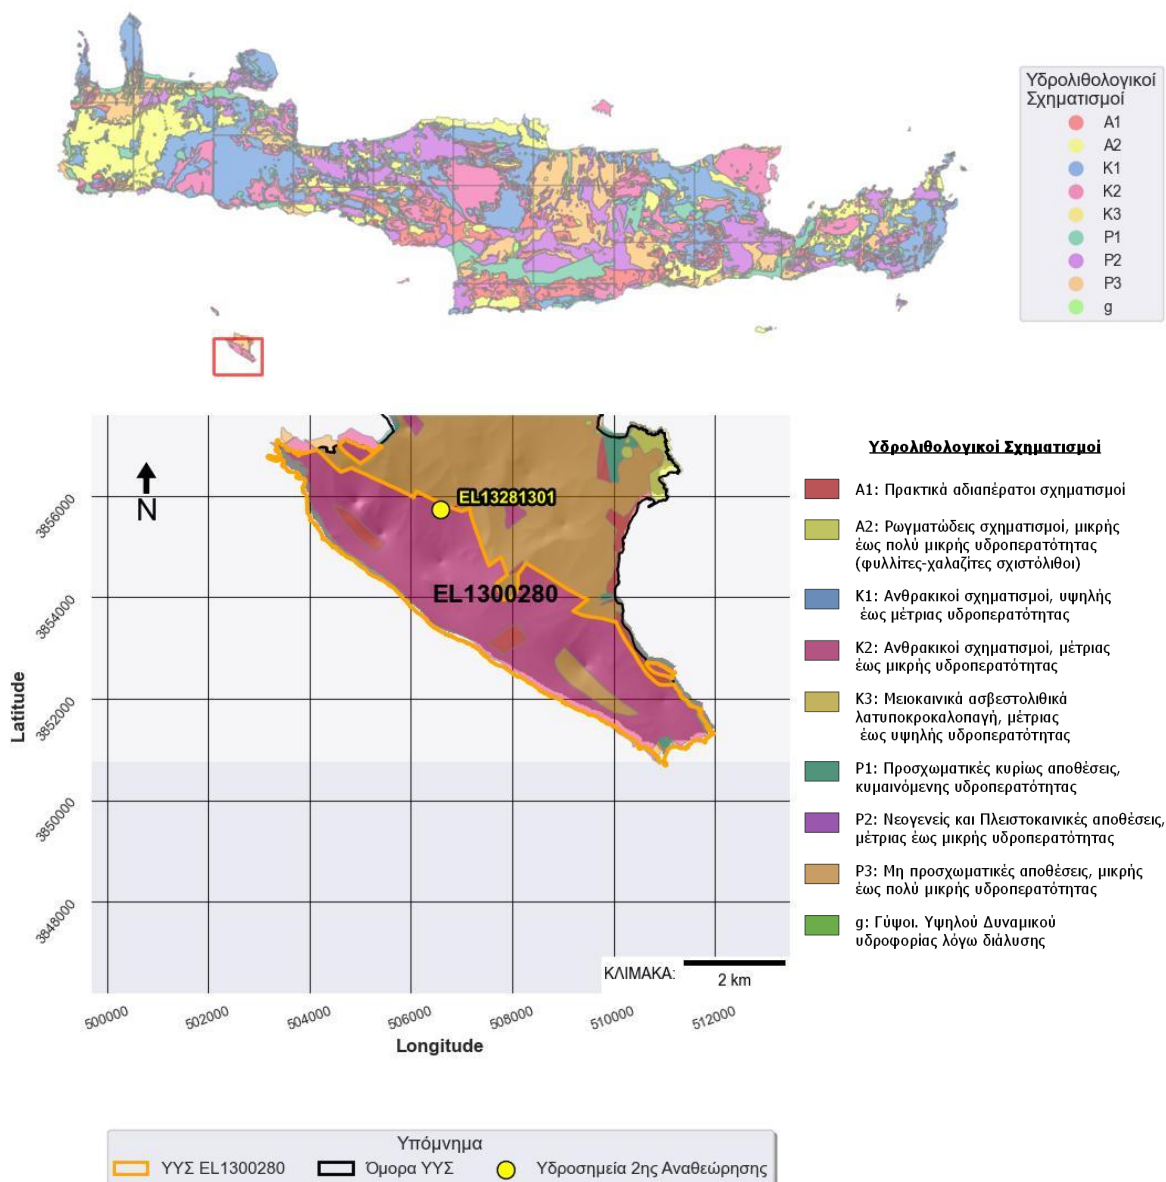 Υδρολιθολογικοί
Σχηματισμοί
A1
A2
K1
K2
K3
P1
P2
P3
g
N
EL13281301
EL1300280
3856000
3854000
3852000
3850000
3848000
Latitude
500000
502000
504000
506000
508000
510000
512000
Longitude
ΚΛΙΜΑΚΑ:
2 km
Υδρολιθολογικοί Σχηματισμοί
A1: Πρακτικά αδιαπέρατοι σχηματισμοί
A2: Ρωγματώδεις σχηματισμοί, μικρής
έως πολύ μικρής υδροπερατότητας
(φυλλίτες-χαλαζίτες σχιστόλιθοι)
K1: Ανθρακικοί σχηματισμοί, υψηλής
έως μέτριας υδροπερατότητας
K2: Ανθρακικοί σχηματισμοί, μέτριας
έως μικρής υδροπερατότητας
K3: Μειοκαινικά ασβεστολιθικά
λατυποκροκαλοπαγή, μέτριας
έως υψηλής υδροπερατότητας
P1: Προσχωματικές κυρίως αποθέσεις,
κυμαινόμενης υδροπερατότητας
P2: Νεογενείς και Πλειστοκαινικές αποθέσεις,
μέτριας έως μικρής υδροπερατότητας
P3: Μη προσχωματικές αποθέσεις, μικρής
έως πολύ μικρής υδροπερατότητας
g: Γύψοι. Υψηλού Δυναμικού
υδροφορίας λόγω διάλυσης
Υπόμνημα
ΥΥΣ EL1300280
Όμορα ΥΥΣ
Υδροσημεία 2ης Αναθεώρησης